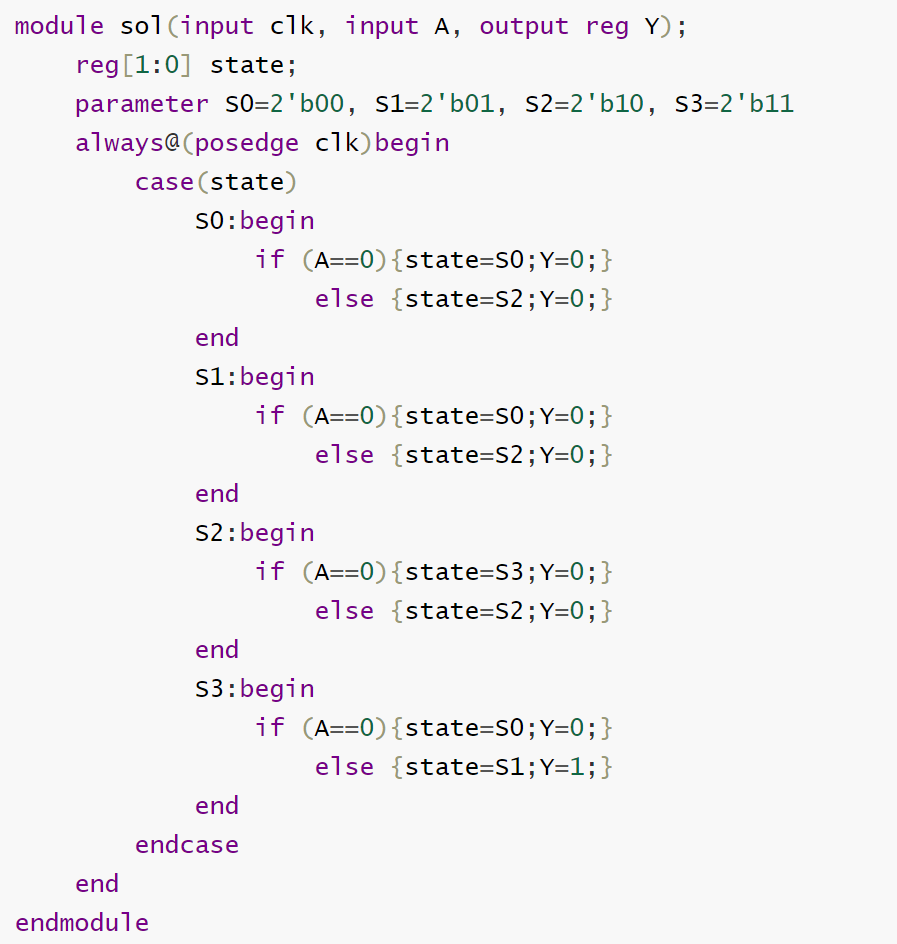 module sol(input clk, input A, output reg Y);
    reg[1:0] state;
    parameter S0=2'b00, S1=2'b01, S2=2'b10, S3=2'b11
    always@(posedge clk)begin
        case(state)
            S0:begin
                if (A==0){state=S0;Y=0;}
                    else {state=S2;Y=0;}
            end
            S1:begin
                if (A==0){state=S0;Y=0;}
                    else {state=S2;Y=0;}
            end
            S2:begin
                if (A==0){state=S3;Y=0;}
                    else {state=S2;Y=0;}
            end
            S3:begin
                if (A==0){state=S0;Y=0;}
                    else {state=S1;Y=1;}
            end
        endcase
    end
endmodule